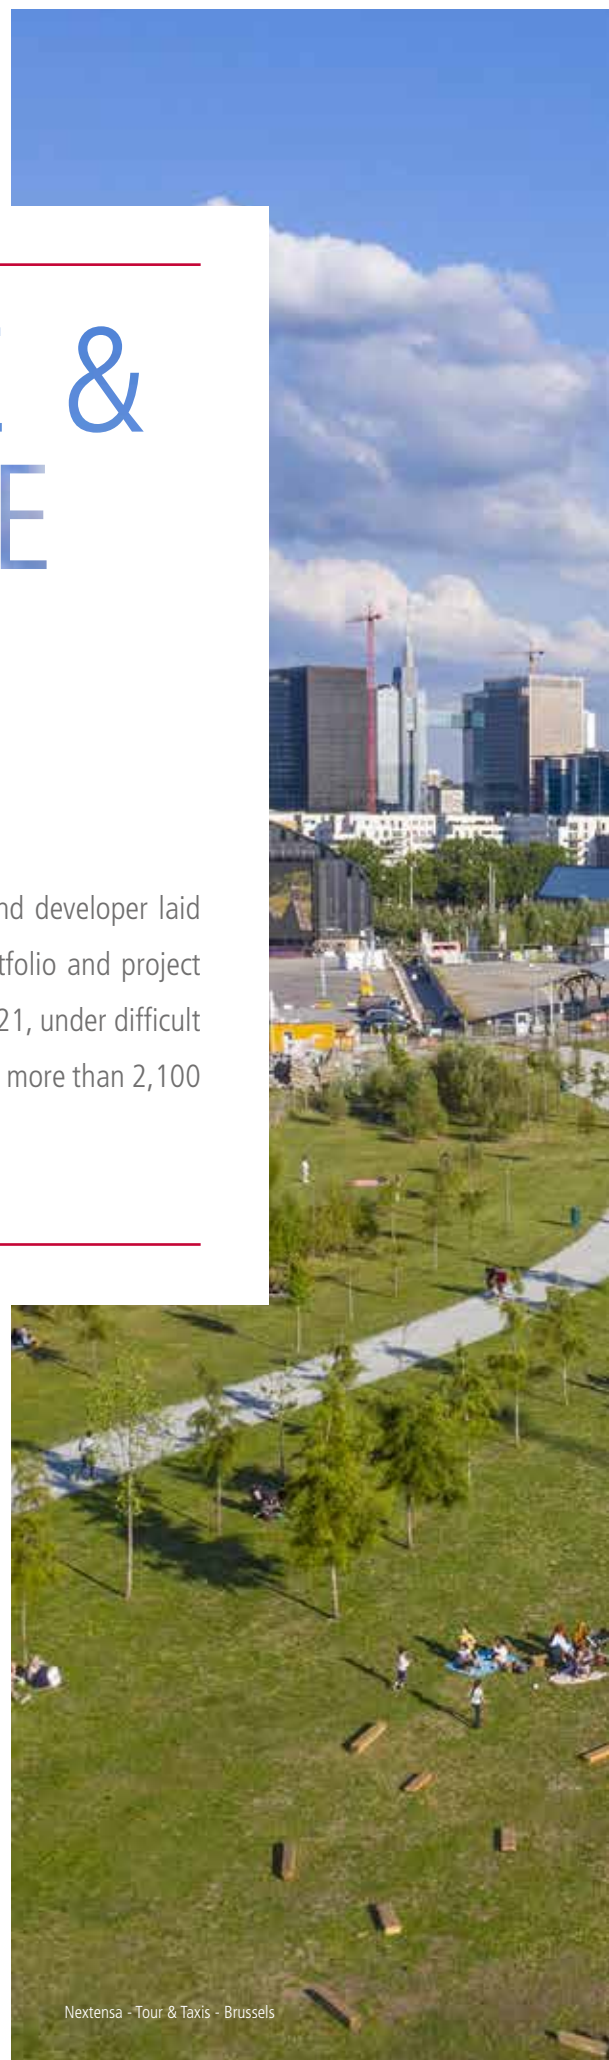 &
E
nd developer laid
tfolio and project
21, under difficult
more than 2,100
Nextensa - Tour & Taxis - Brussels